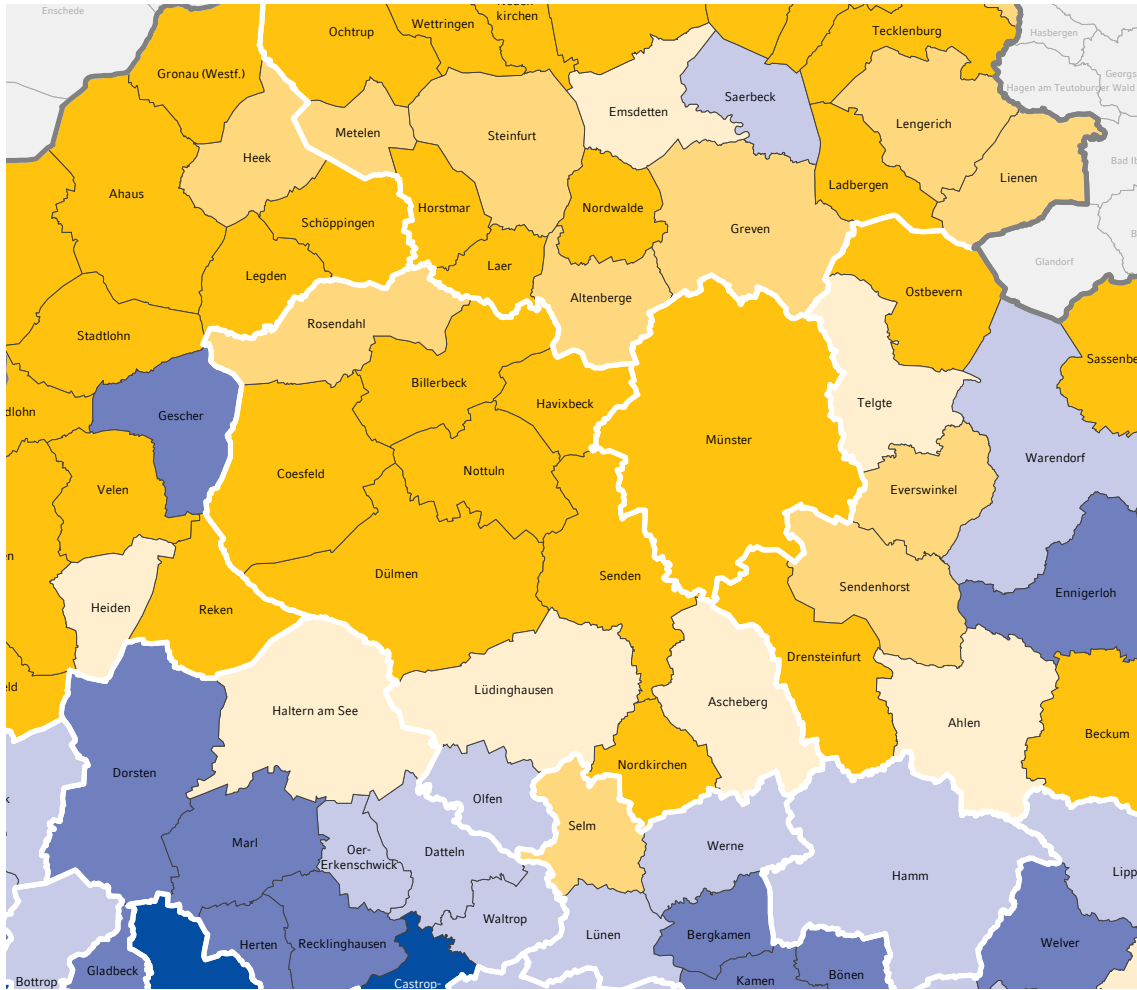 Enschede
Ochtrup
Wettringen
kirchen
Tecklenburg
Hasbergen
Georgs
Hagen am Teutoburger Wald
Gronau (Westf.)
Saerbeck
Emsdetten
Lengerich
Metelen
Steinfurt
Heek
Bad Ib
Lienen
Ladbergen
Ahaus
Horstmar
Nordwalde
Schöppingen
Greven
B
Glandorf
Laer
Legden
Altenberge
Ostbevern
Rosendahl
Stadtlohn
Sassenbe
Billerbeck
Havixbeck
Telgte
dlohn
Gescher
Münster
Warendorf
Coesfeld
Nottuln
Velen
Everswinkel
en
Dülmen
Senden
Sendenhorst
Ennigerloh
Heiden
Reken
Drensteinfurt
eld
Lüdinghausen
Haltern am See
Ascheberg
Ahlen
Beckum
Dorsten
Nordkirchen
k
Olfen
Selm
Marl
Oer-
Erkenschwick
Datteln
Werne
Hamm
Lipp
Waltrop
Lünen
Bergkamen
Herten
Recklinghausen
Welver
Gladbeck
Bottrop
Castrop-
Kamen
Bönen